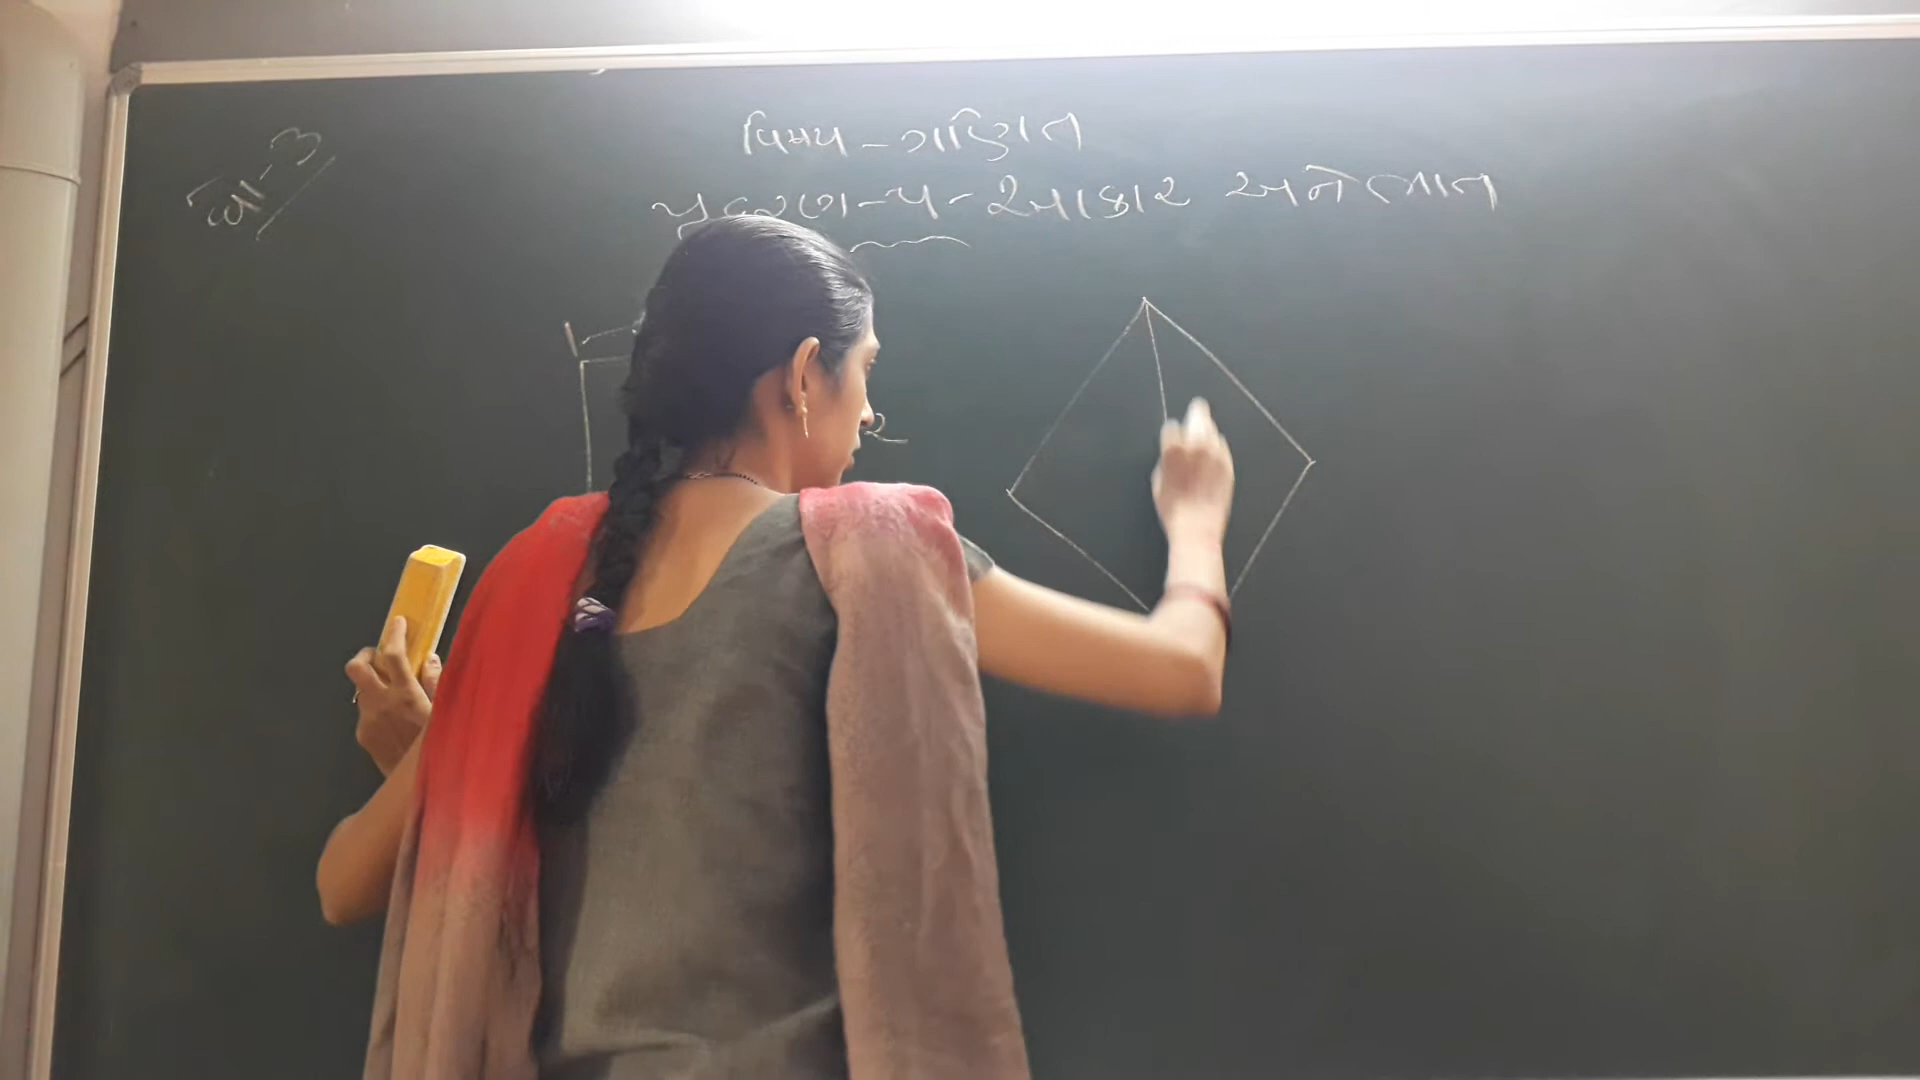 ધો-૩
વિષય - ગણિત
પ્રકરણ - ૫ - આકાર અને ભાત